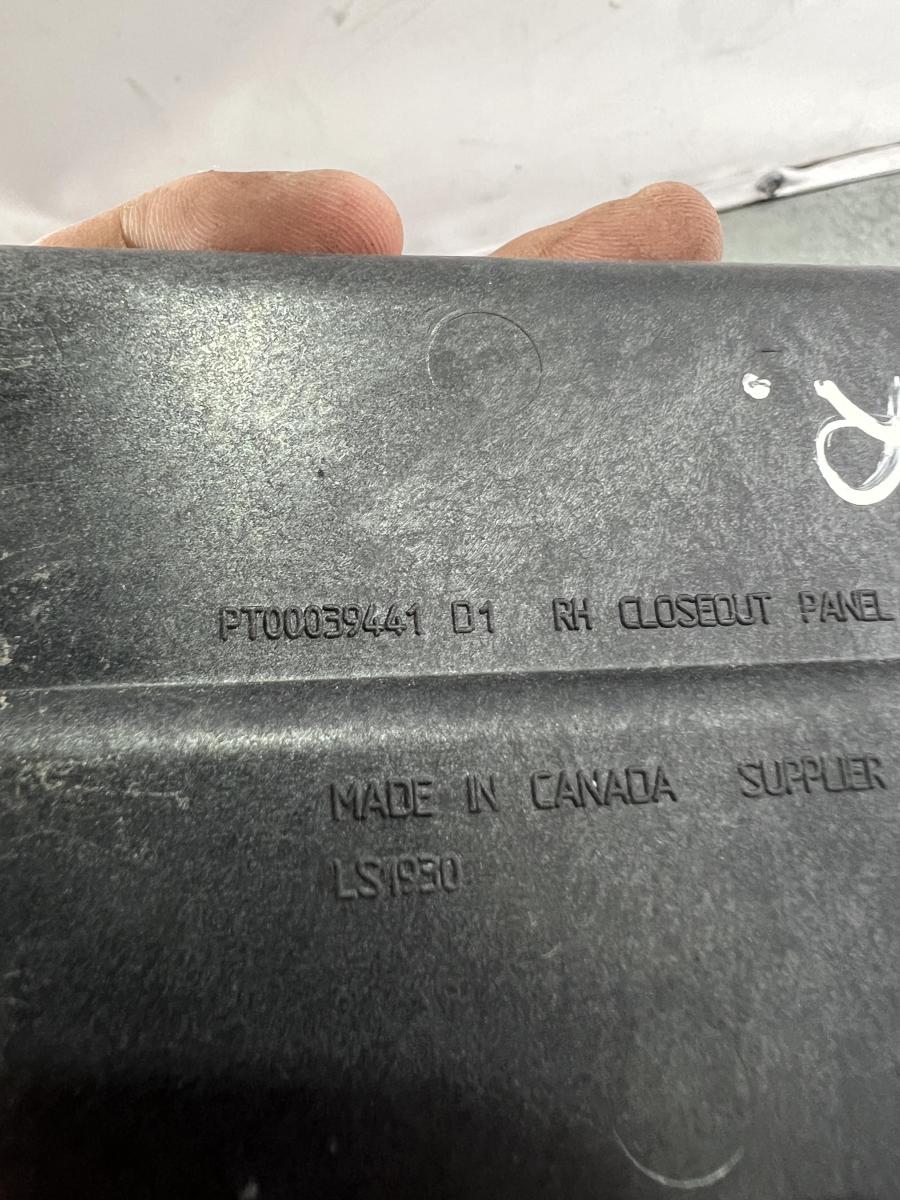 PT00039441 D1 RH CLOSEOUT PANEL
MADE IN CANADA SUPPLIER
LS1930